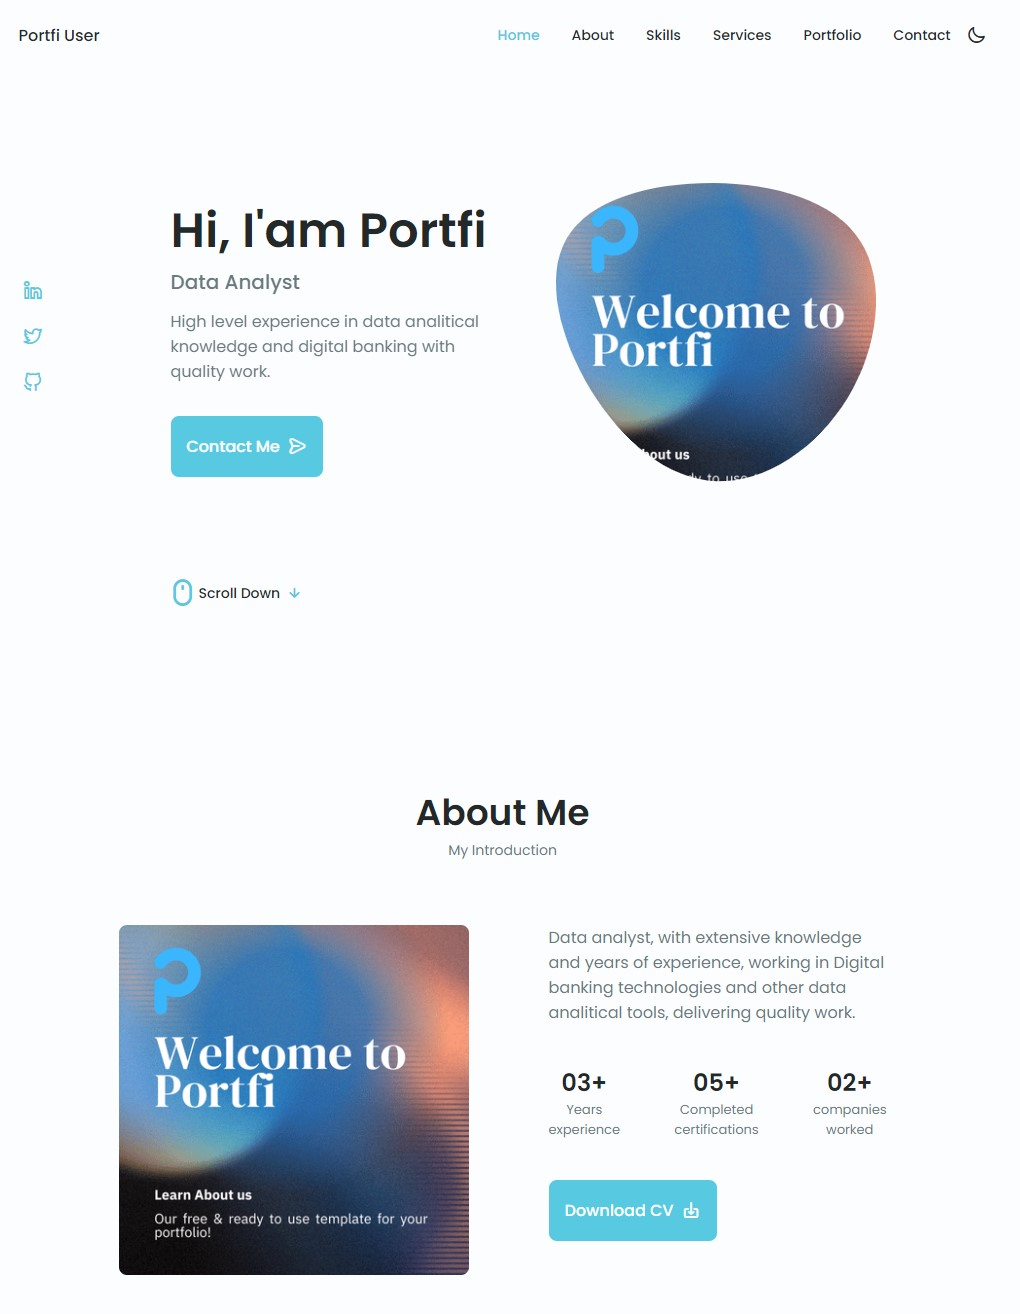 Portfi User
Home About Skills Services Portfolio Contact
Hi, I'am Portfi
Data Analyst
High level experience in data analitical
knowledge and digital banking with
quality work.
Contact Me
Welcome to
Portfi
bout us
to use
Scroll Down
About Me
My Introduction
Welcome to
Portfi
Learn About us
Our free & ready to use template for your
portfolio!
Data analyst, with extensive knowledge
and years of experience, working in Digital
banking technologies and other data
analitical tools, delivering quality work.
03+ 05+ 02+
Years Completed companies
experience certifications worked
Download CV